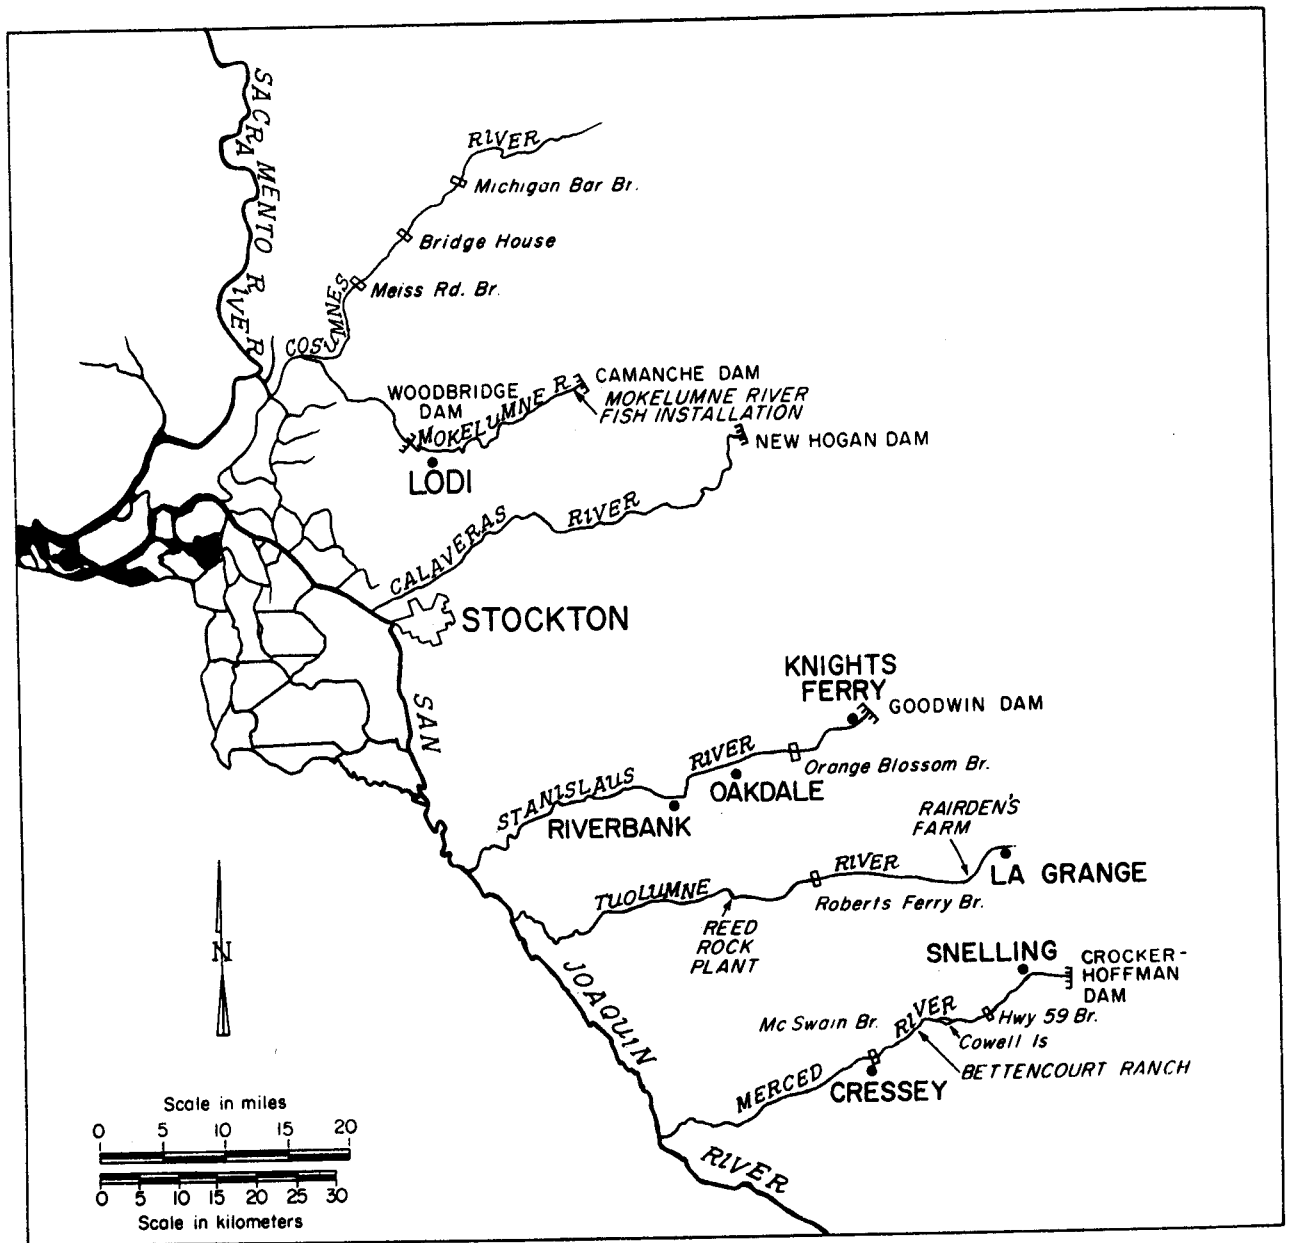 SACRAMENTO RIVER
RIVER
Michigan Bar Br.
Bridge House
Meiss Rd. Br.
COSUMNES
WOODBRIDGE
DAM
MOKELUMNE R.
CAMANCHE DAM
MOKELUMNE RIVER
FISH INSTALLATION
NEW HOGAN DAM
LODI
CALAVERAS RIVER
STOCKTON
SAN
KNIGHTS
FERRY
GOODWIN DAM
STANISLAUS RIVER
Orange Blossom Br.
OAKDALE
RIVERBANK
RAIRDEN'S
FARM
TUOLUMNE RIVER
LA GRANGE
Roberts Ferry Br.
REED
ROCK
PLANT
N
JOAQUIN
SNELLING
CROCKER-
HOFFMAN
DAM
Mc Swain Br.
MERCED RIVER
Hwy 59 Br.
Cowell Is
BETTENCOURT RANCH
CRESSEY
RIVER
Scale in miles
0 5 10 15 20
0 5 10 15 20 25 30
Scale in kilometers